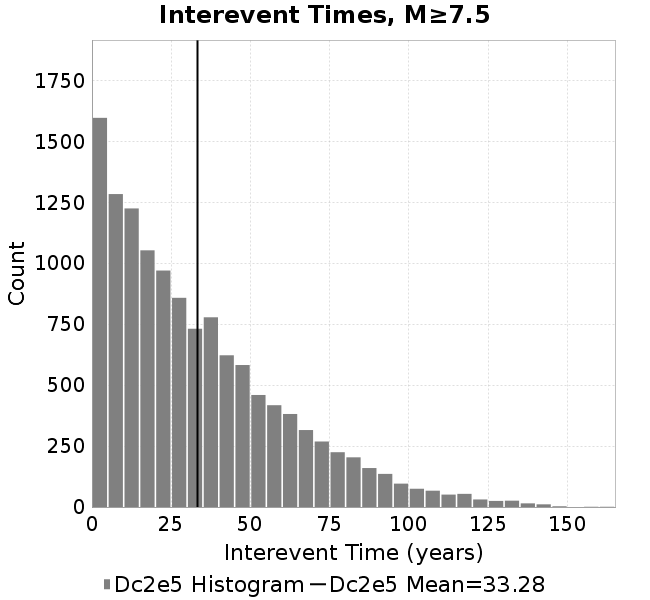 Interevent Times, M≥7.5
1750
1500
1250
1000
750
500
250
0
Count
0 25 50 75 100 125 150
Interevent Time (years)
Dc2e5 Histogram Dc2e5 Mean=33.28